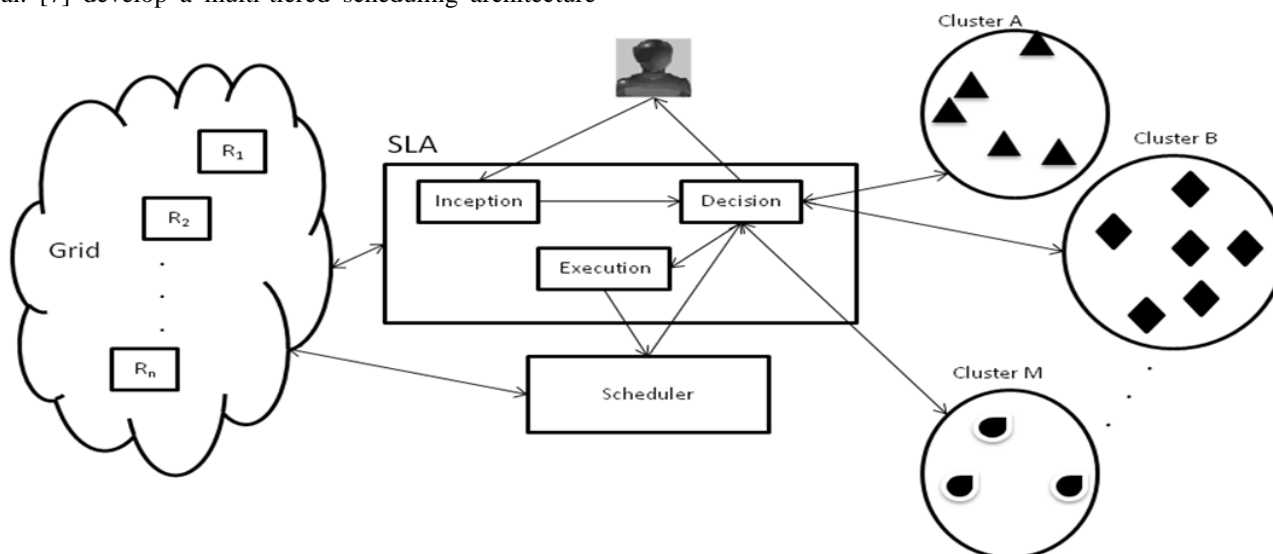 al. [7] develop a multi-tiered scheduling architecture
Cluster A
R1
SLA
Cluster B
Inception
Decision
R2
Grid
Execution
.
.
.
Rn
Scheduler
Cluster M
.
.
.